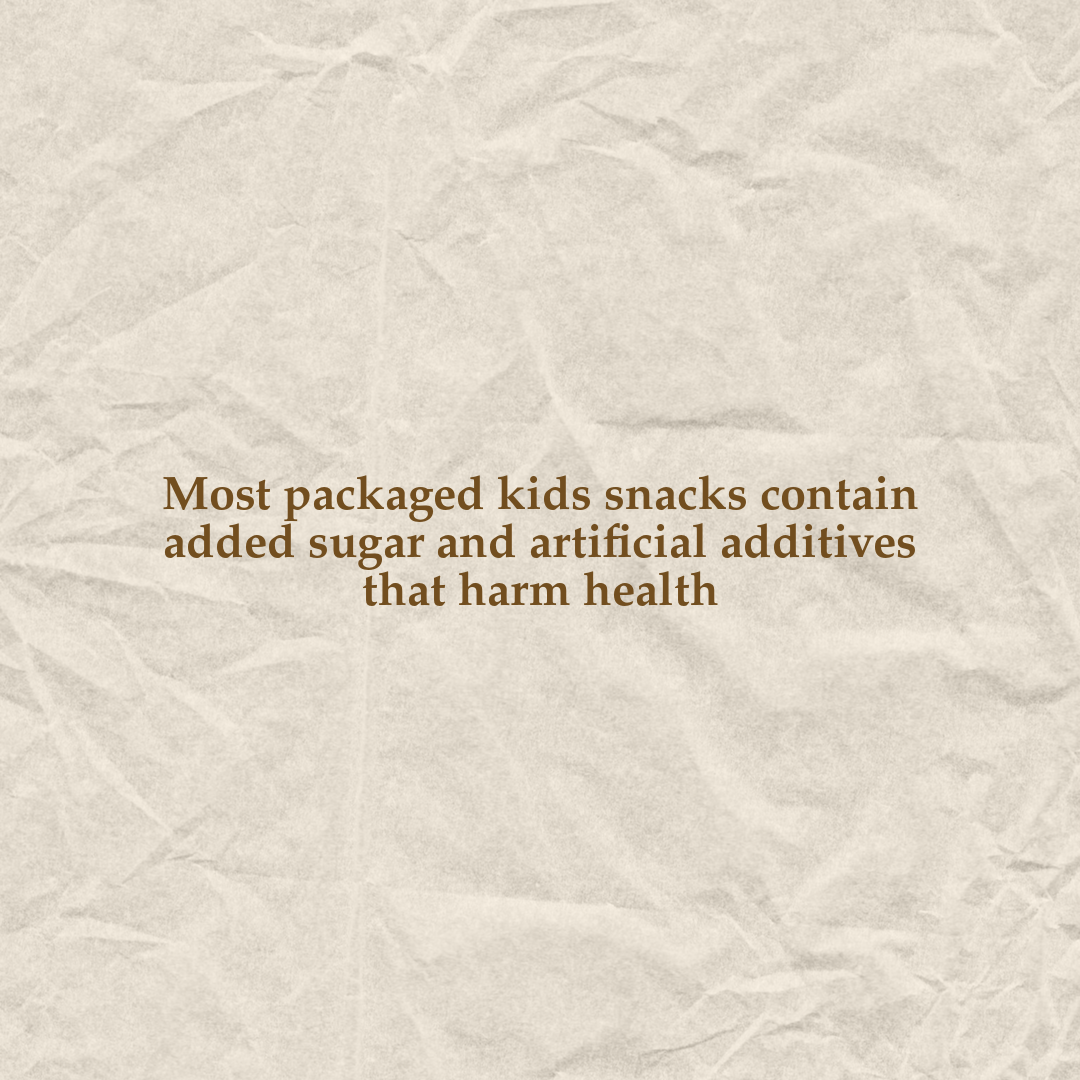 Most packaged kids snacks contain
added sugar and artificial additives
that harm health